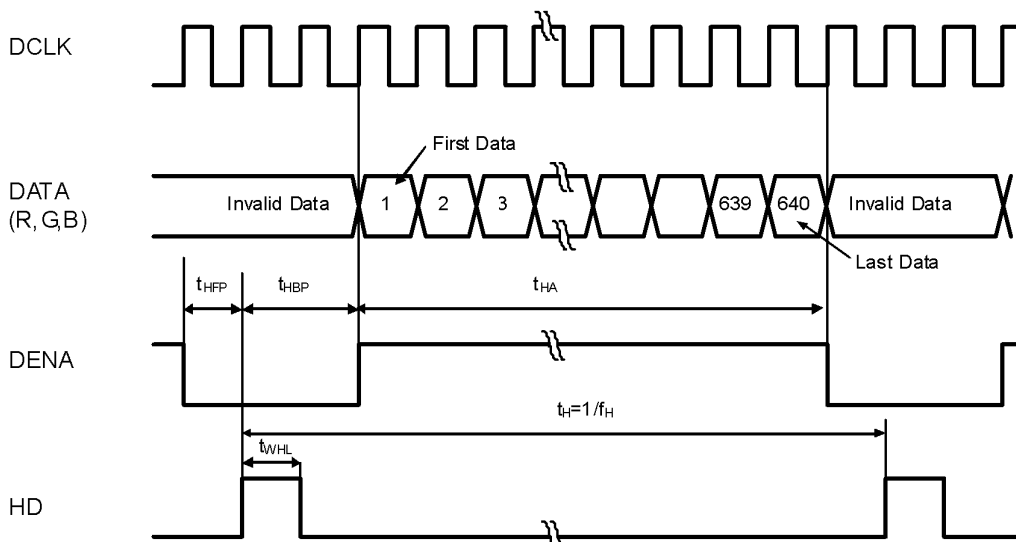 DCLK
First Data
DATA
(R, G,B)
Invalid Data 1 2 3 639 640 Invalid Data
Last Data
tHFP tHBP tHA
DENA
tH=1/fH
tWHL
HD